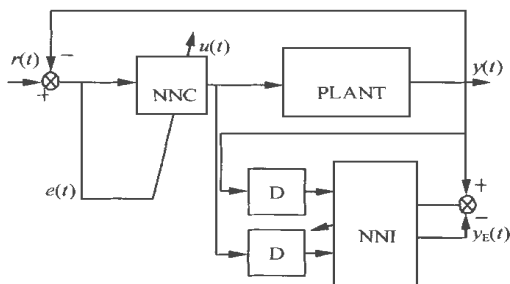 −
r(t)
u(t)
y(t)
+
NNC
PLANT
e(t)
D
+
−
D
NNI
y_E(t)